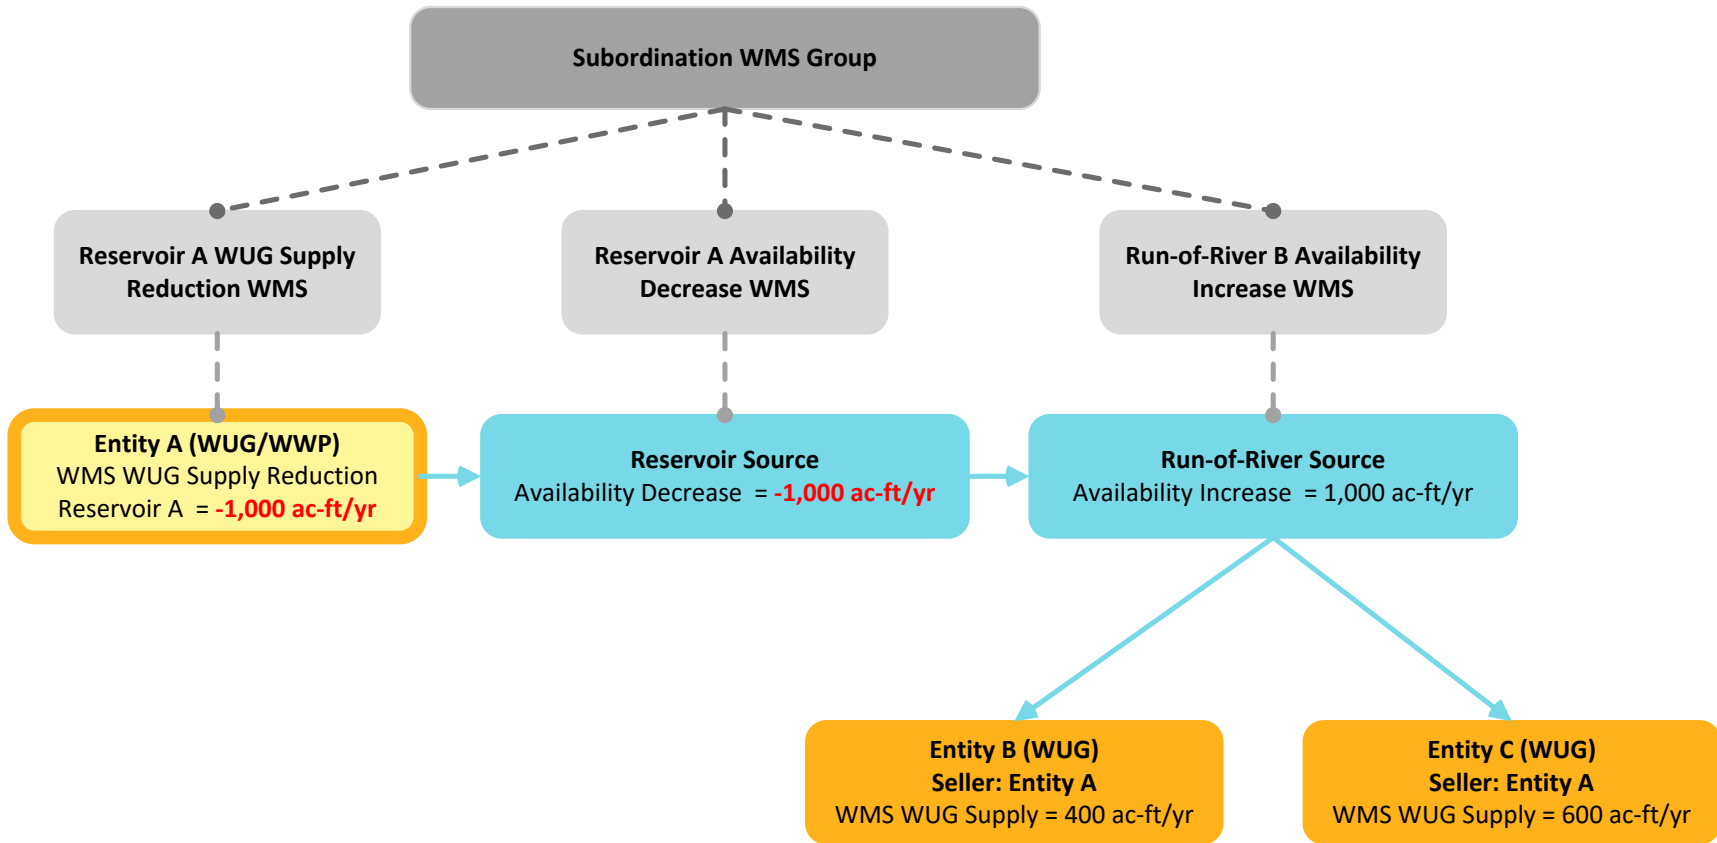 Subordination WMS Group
Reservoir A WUG Supply
Reduction WMS
Reservoir A Availability
Decrease WMS
Run-of-River B Availability
Increase WMS
Entity A (WUG/WWP)
WMS WUG Supply Reduction
Reservoir A = -1,000 ac-ft/yr
Reservoir Source
Availability Decrease = -1,000 ac-ft/yr
Run-of-River Source
Availability Increase = 1,000 ac-ft/yr
Entity B (WUG)
Seller: Entity A
WMS WUG Supply = 400 ac-ft/yr
Entity C (WUG)
Seller: Entity A
WMS WUG Supply = 600 ac-ft/yr